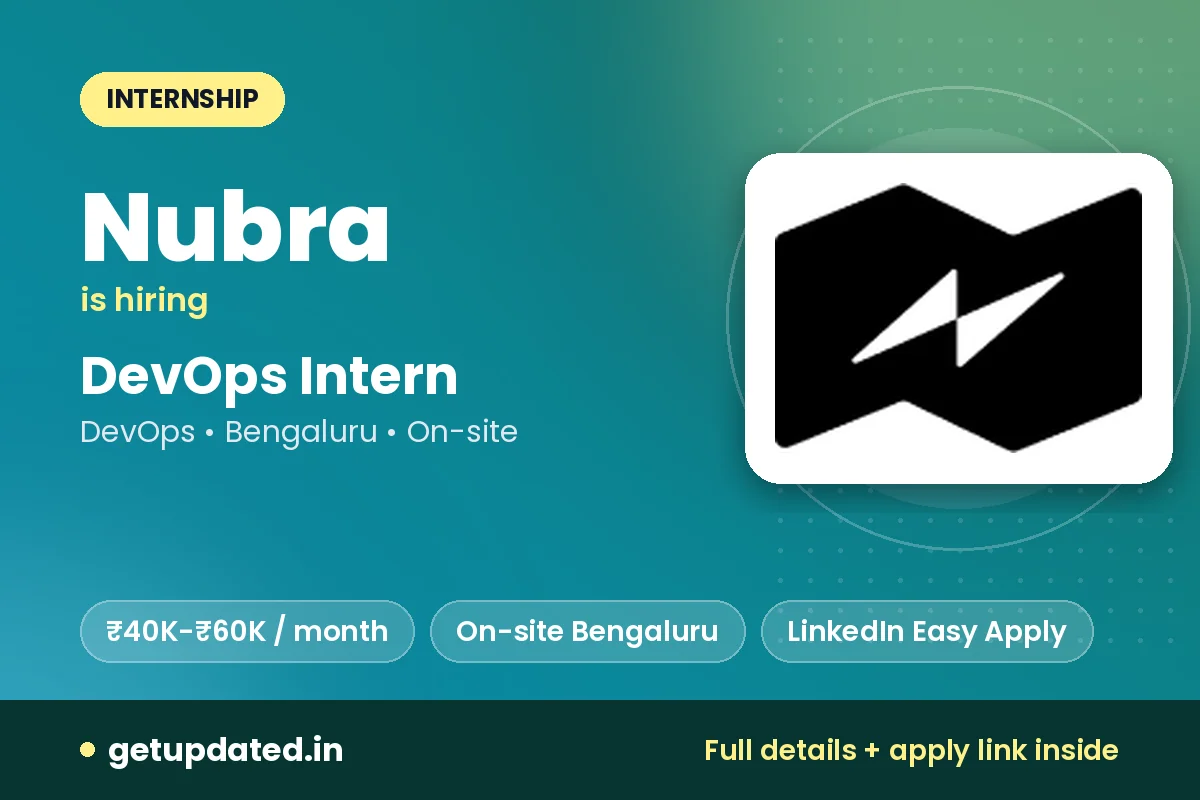 INTERNSHIP
Nubra
is hiring
DevOps Intern
DevOps • Bengaluru • On-site
₹40K-₹60K / month
On-site Bengaluru
LinkedIn Easy Apply
getupdated.in
Full details + apply link inside